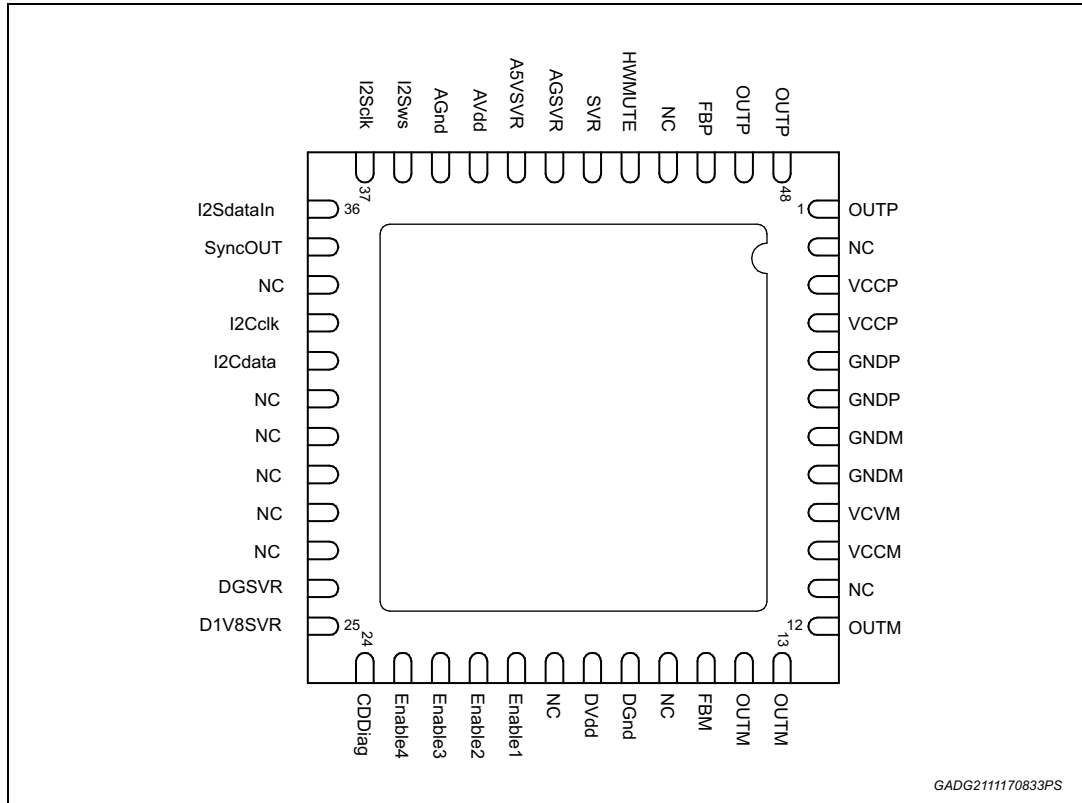 I2Sclk
I2Sws
AGnd
AVdd
A5VSVR
AGSVR
SVR
HWMUTE
NC
FBP
OUTP
OUTP
37
48
I2SdataIn
36
1
OUTP
SyncOUT
NC
NC
VCCP
I2Cclk
VCCP
I2Cdata
GNDP
NC
GNDP
NC
GNDM
NC
GNDM
NC
VCVM
NC
VCCM
DGSVR
NC
D1V8SVR
25
12
OUTM
24
13
CDDiag
Enable4
Enable3
Enable2
Enable1
NC
DVdd
DGnd
NC
FBM
OUTM
OUTM
GADG2111170833PS